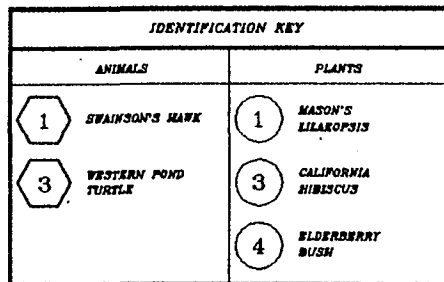 IDENTIFICATION KEY
ANIMALS
PLANTS
1 SWAINSON'S HAWK
3 WESTERN POND
TURTLE
1 MASON'S
LILAEOPSIS
3 CALIFORNIA
HIBISCUS
4 ELDERBERRY
BUSH